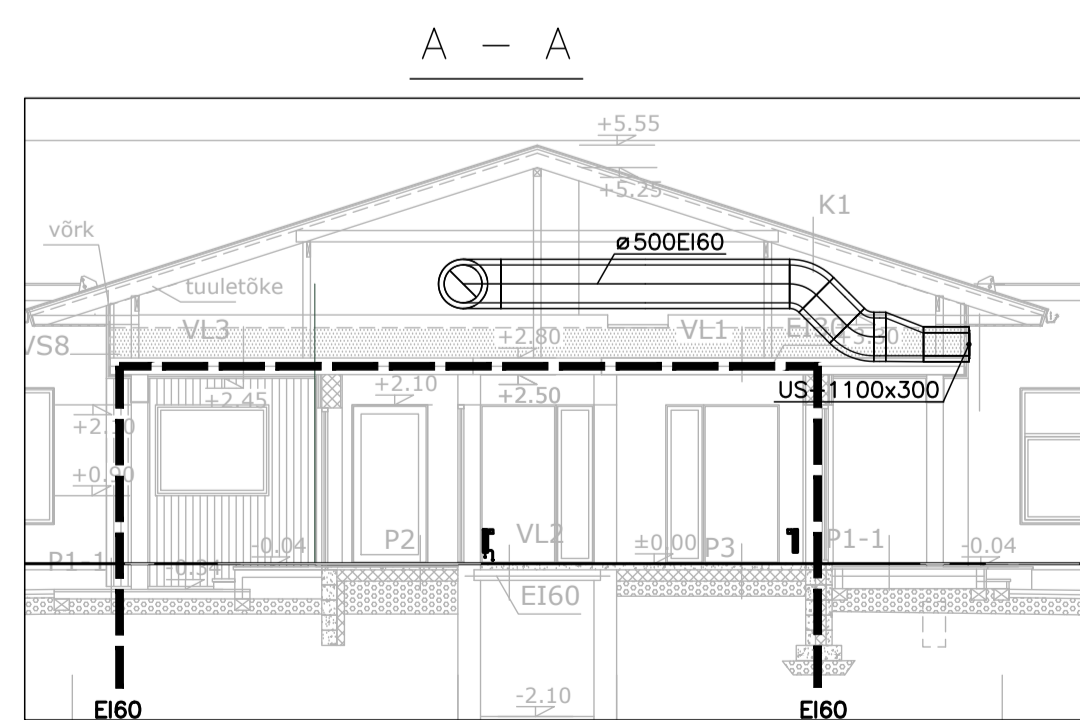 A – A
+5.55
+5.25
K1
võrk
ø500EI60
tuuletõke
VL3
+2.80
VL1
VS8
+2.10
+2.45
+2.50
US-1100x300
+0.90
VL2
P2
±0.00
P3
P1-1
P1-1
-0.04
-0.04
EI60
-2.10
EI60
EI60